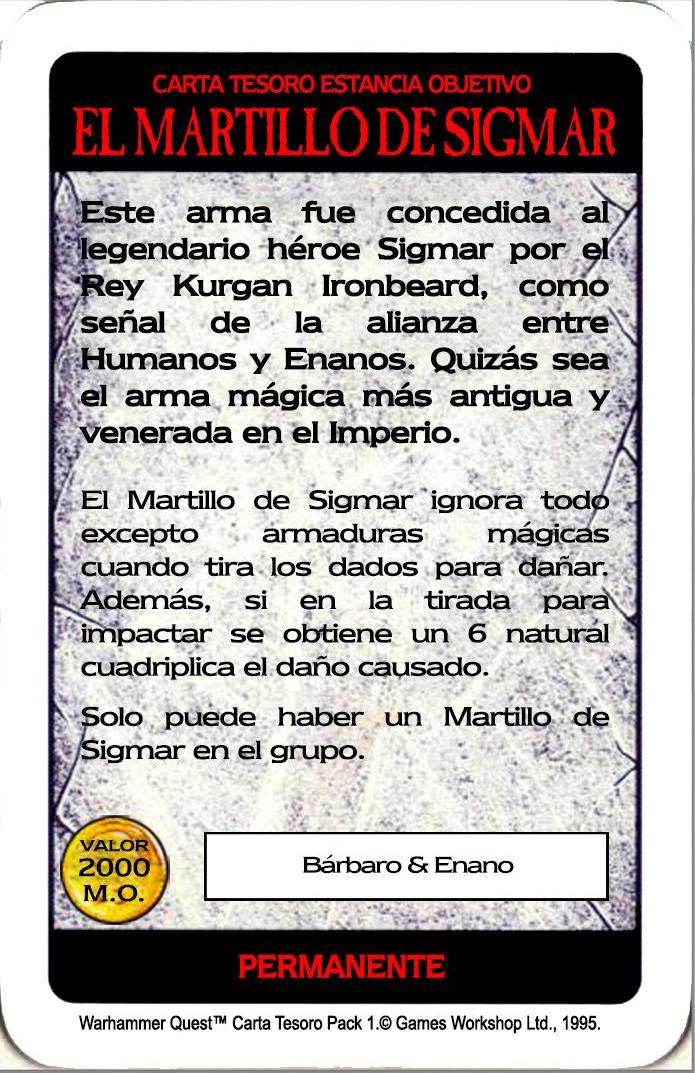 CARTA TESORO ESTANCIA OBJETIVO
EL MARTILLO DE SIGMAR
Este arma fue concedida al
legendario héroe Sigmar por el
Rey Kurgan Ironbeard, como
señal de la alianza entre
Humanos y Enanos. Quizás sea
el arma mágica más antigua y
venerada en el Imperio.
El Martillo de Sigmar ignora todo
excepto armaduras mágicas
cuando tira los dados para dañar.
Además, si en la tirada para
impactar se obtiene un 6 natural
cuadriplica el daño causado.
Solo puede haber un Martillo de
Sigmar en el grupo.
VALOR
2000
M.O.
Bárbaro & Enano
PERMANENTE
Warhammer Quest™ Carta Tesoro Pack 1.© Games Workshop Ltd., 1995.